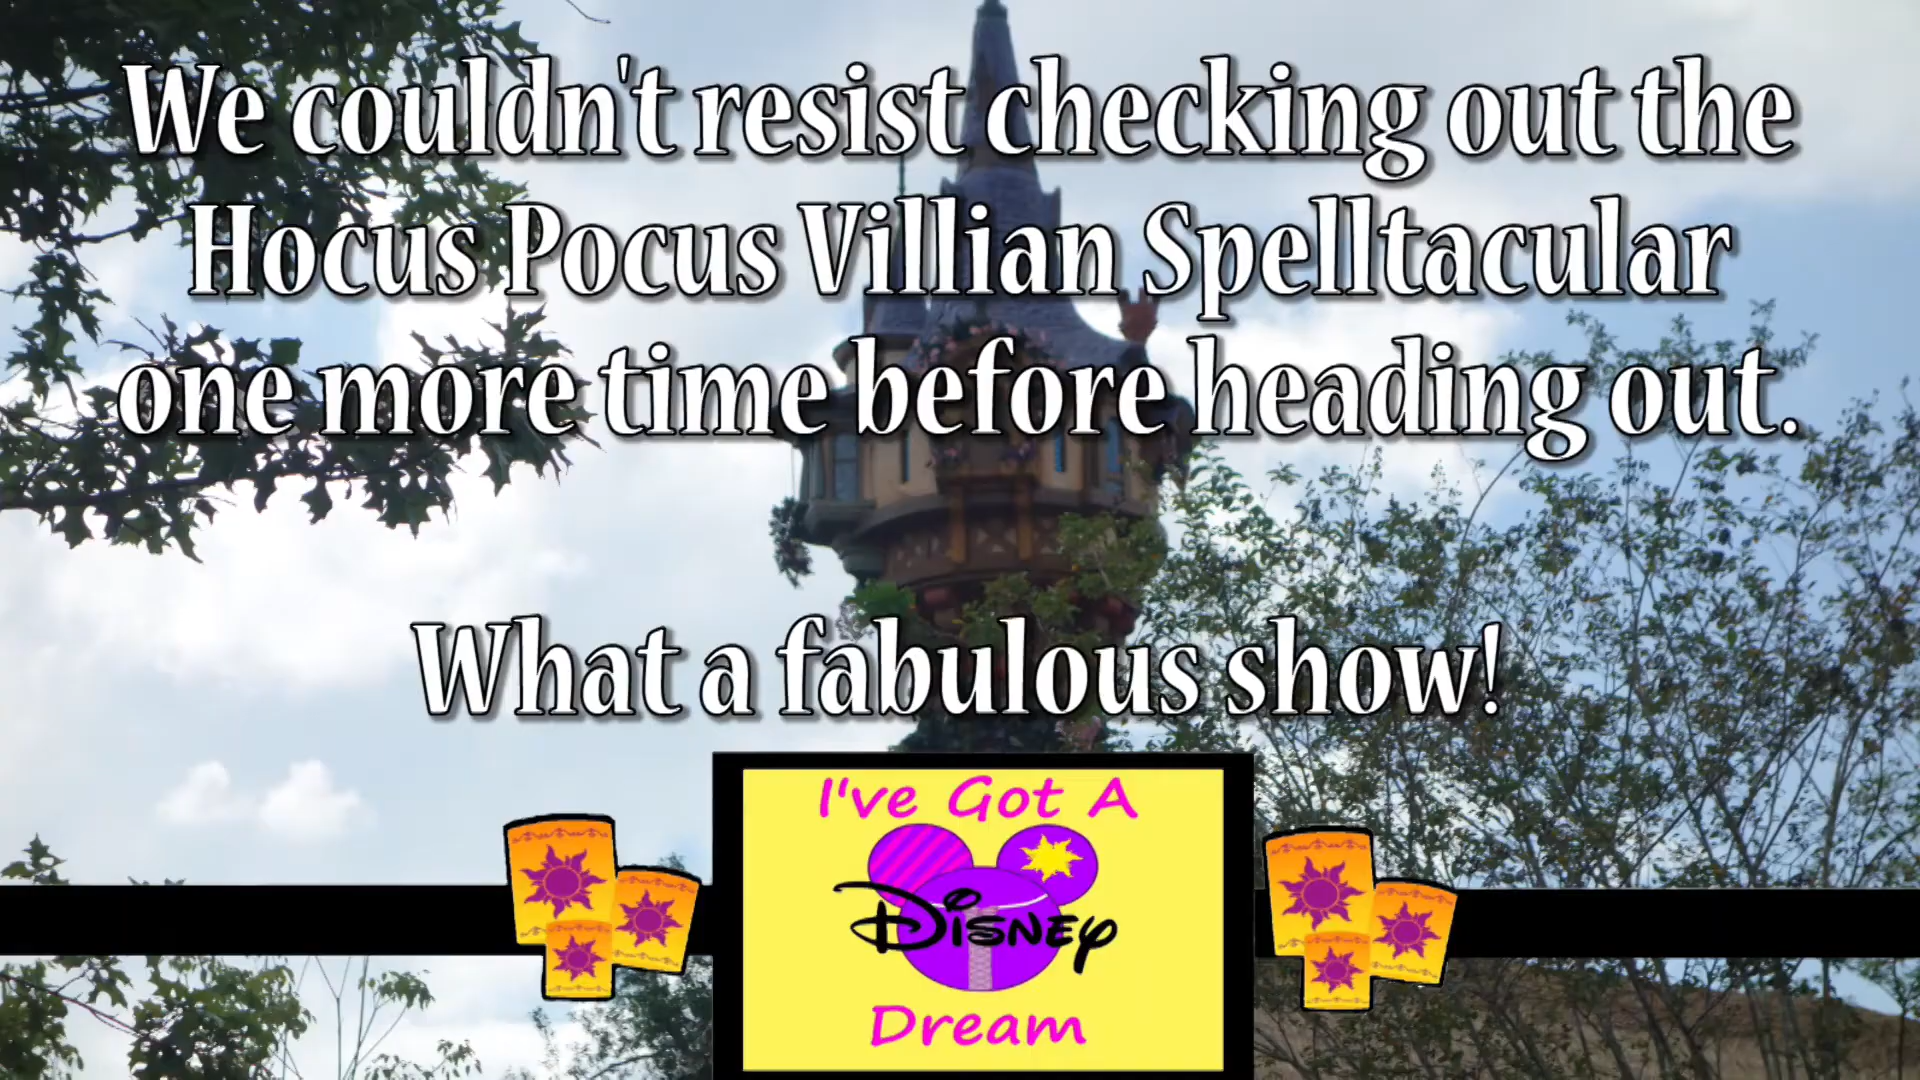 We couldn't resist checking out the
Hocus Pocus Villian Spelltacular
one more time before heading out.
What a fabulous show!
I've Got A
Disney
Dream